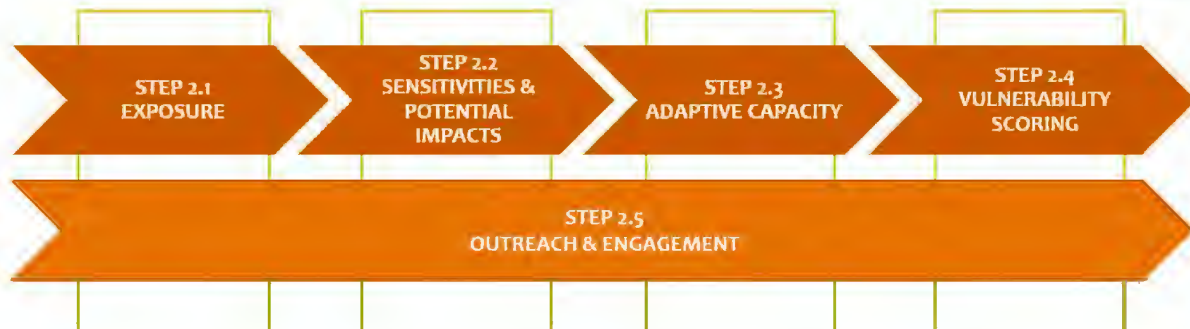 STEP 2.1
EXPOSURE
STEP 2.2
SENSITIVITIES &
POTENTIAL
IMPACTS
STEP 2.3
ADAPTIVE CAPACITY
STEP 2.4
VULNERABILITY
SCORING
STEP 2.5
OUTREACH & ENGAGEMENT